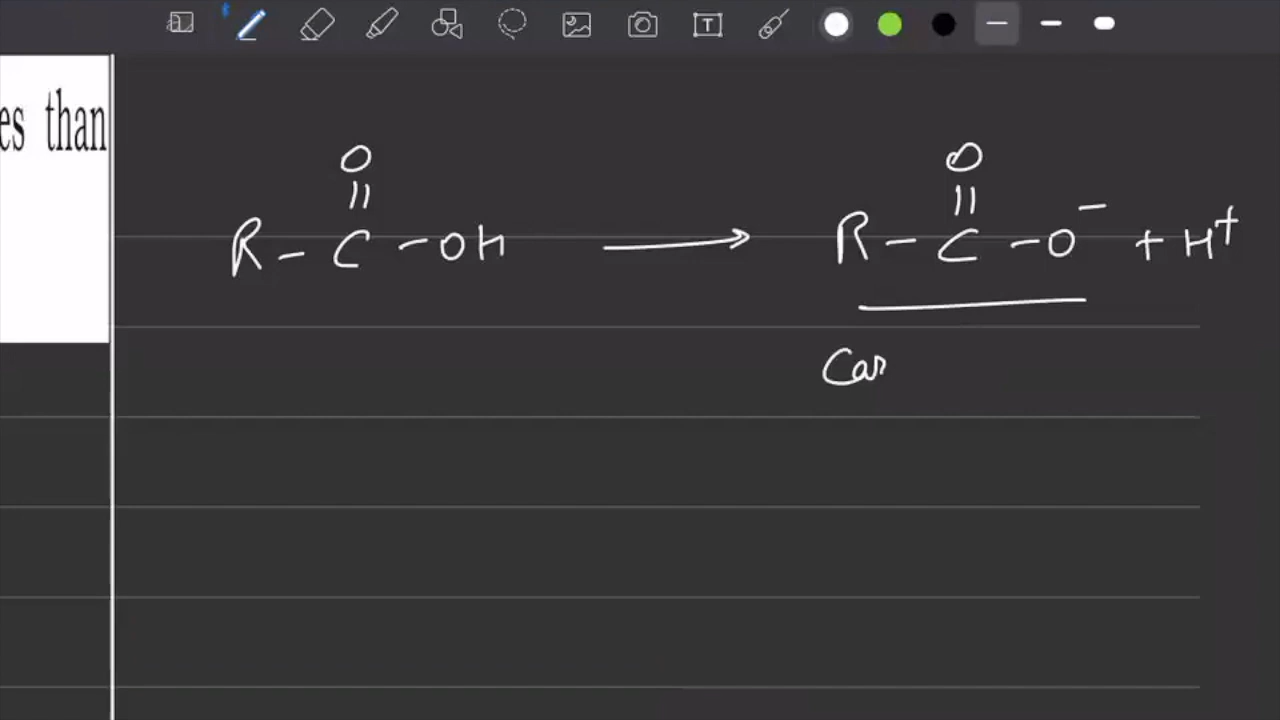 es than
O O
|| ||
R - C - OH → R - C - O⁻ + H⁺
Car